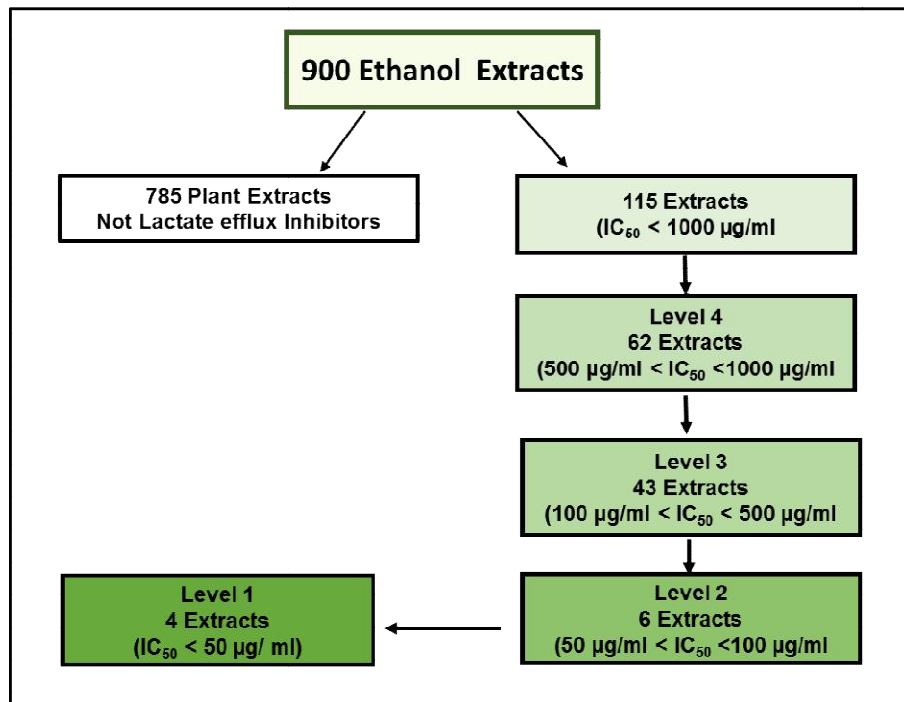 900 Ethanol Extracts
785 Plant Extracts
Not Lactate efflux Inhibitors
115 Extracts
(IC₅₀ < 1000 µg/ml
Level 4
62 Extracts
(500 µg/ml < IC₅₀ <1000 µg/ml
Level 3
43 Extracts
(100 µg/ml < IC₅₀ < 500 µg/ml
Level 2
6 Extracts
(50 µg/ml < IC₅₀ <100 µg/ml
Level 1
4 Extracts
(IC₅₀ < 50 µg/ ml)